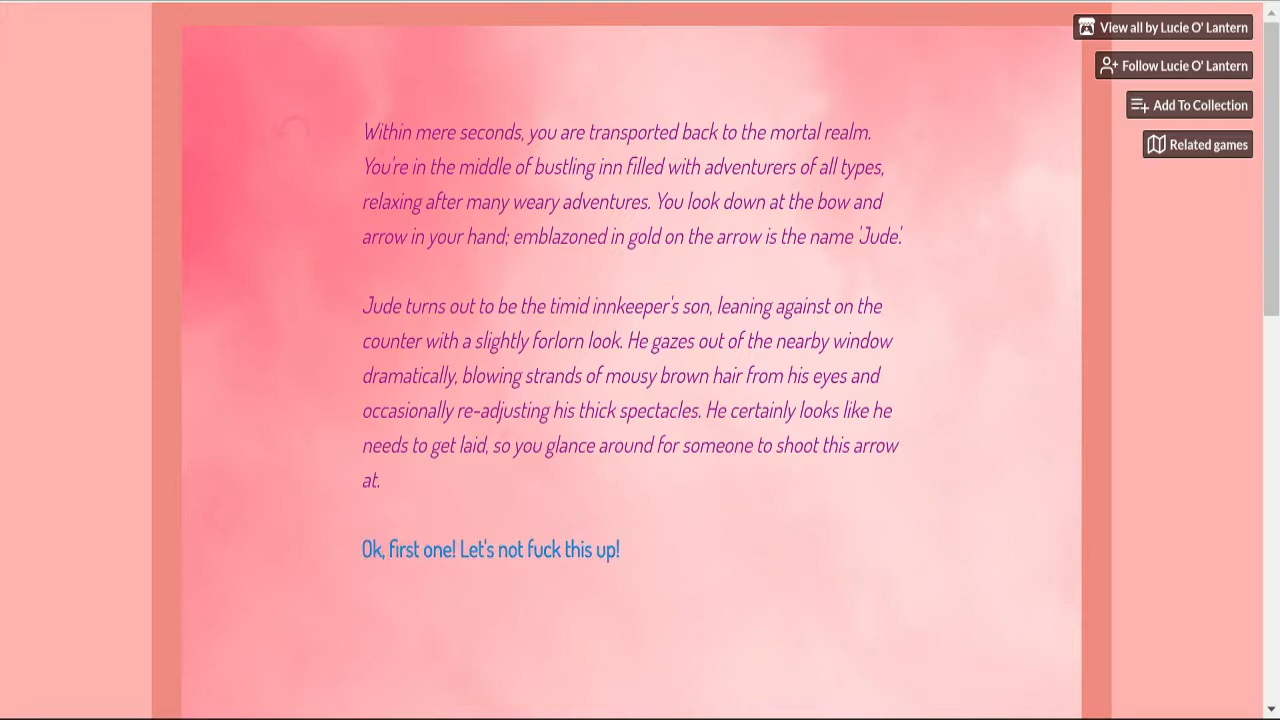 View all by Lucie O' Lantern
Follow Lucie O' Lantern
Add To Collection
Related games
Within mere seconds, you are transported back to the mortal realm.
You're in the middle of bustling inn filled with adventurers of all types,
relaxing after many weary adventures. You look down at the bow and
arrow in your hand; emblazoned in gold on the arrow is the name 'Jude.'
Jude turns out to be the timid innkeeper's son, leaning against on the
counter with a slightly forlorn look. He gazes out of the nearby window
dramatically, blowing strands of mousy brown hair from his eyes and
occasionally re-adjusting his thick spectacles. He certainly looks like he
needs to get laid, so you glance around for someone to shoot this arrow
at.
Ok, first one! Let's not fuck this up!